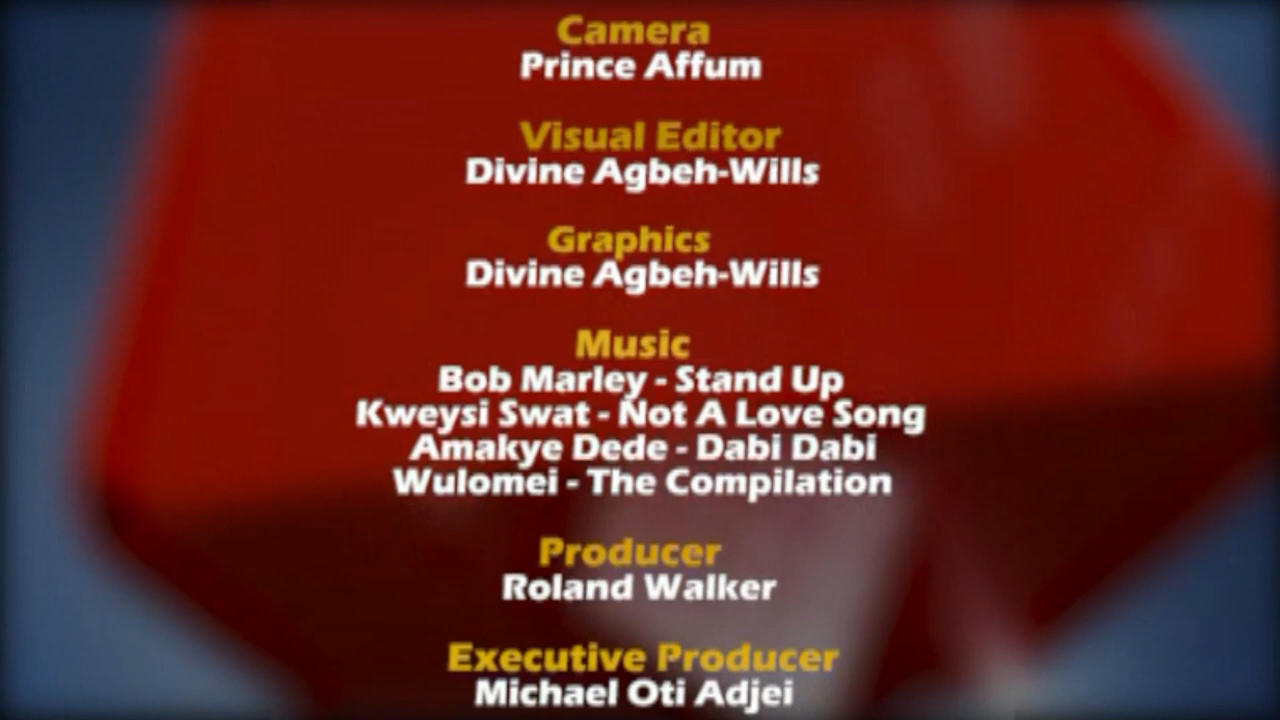 Camera
Prince Affum
Visual Editor
Divine Agbeh-Wills
Graphics
Divine Agbeh-Wills
Music
Bob Marley - Stand Up
Kweysi Swat - Not A Love Song
Amakye Dede - Dabi Dabi
Wulomei - The Compilation
Producer
Roland Walker
Executive Producer
Michael Oti Adjei